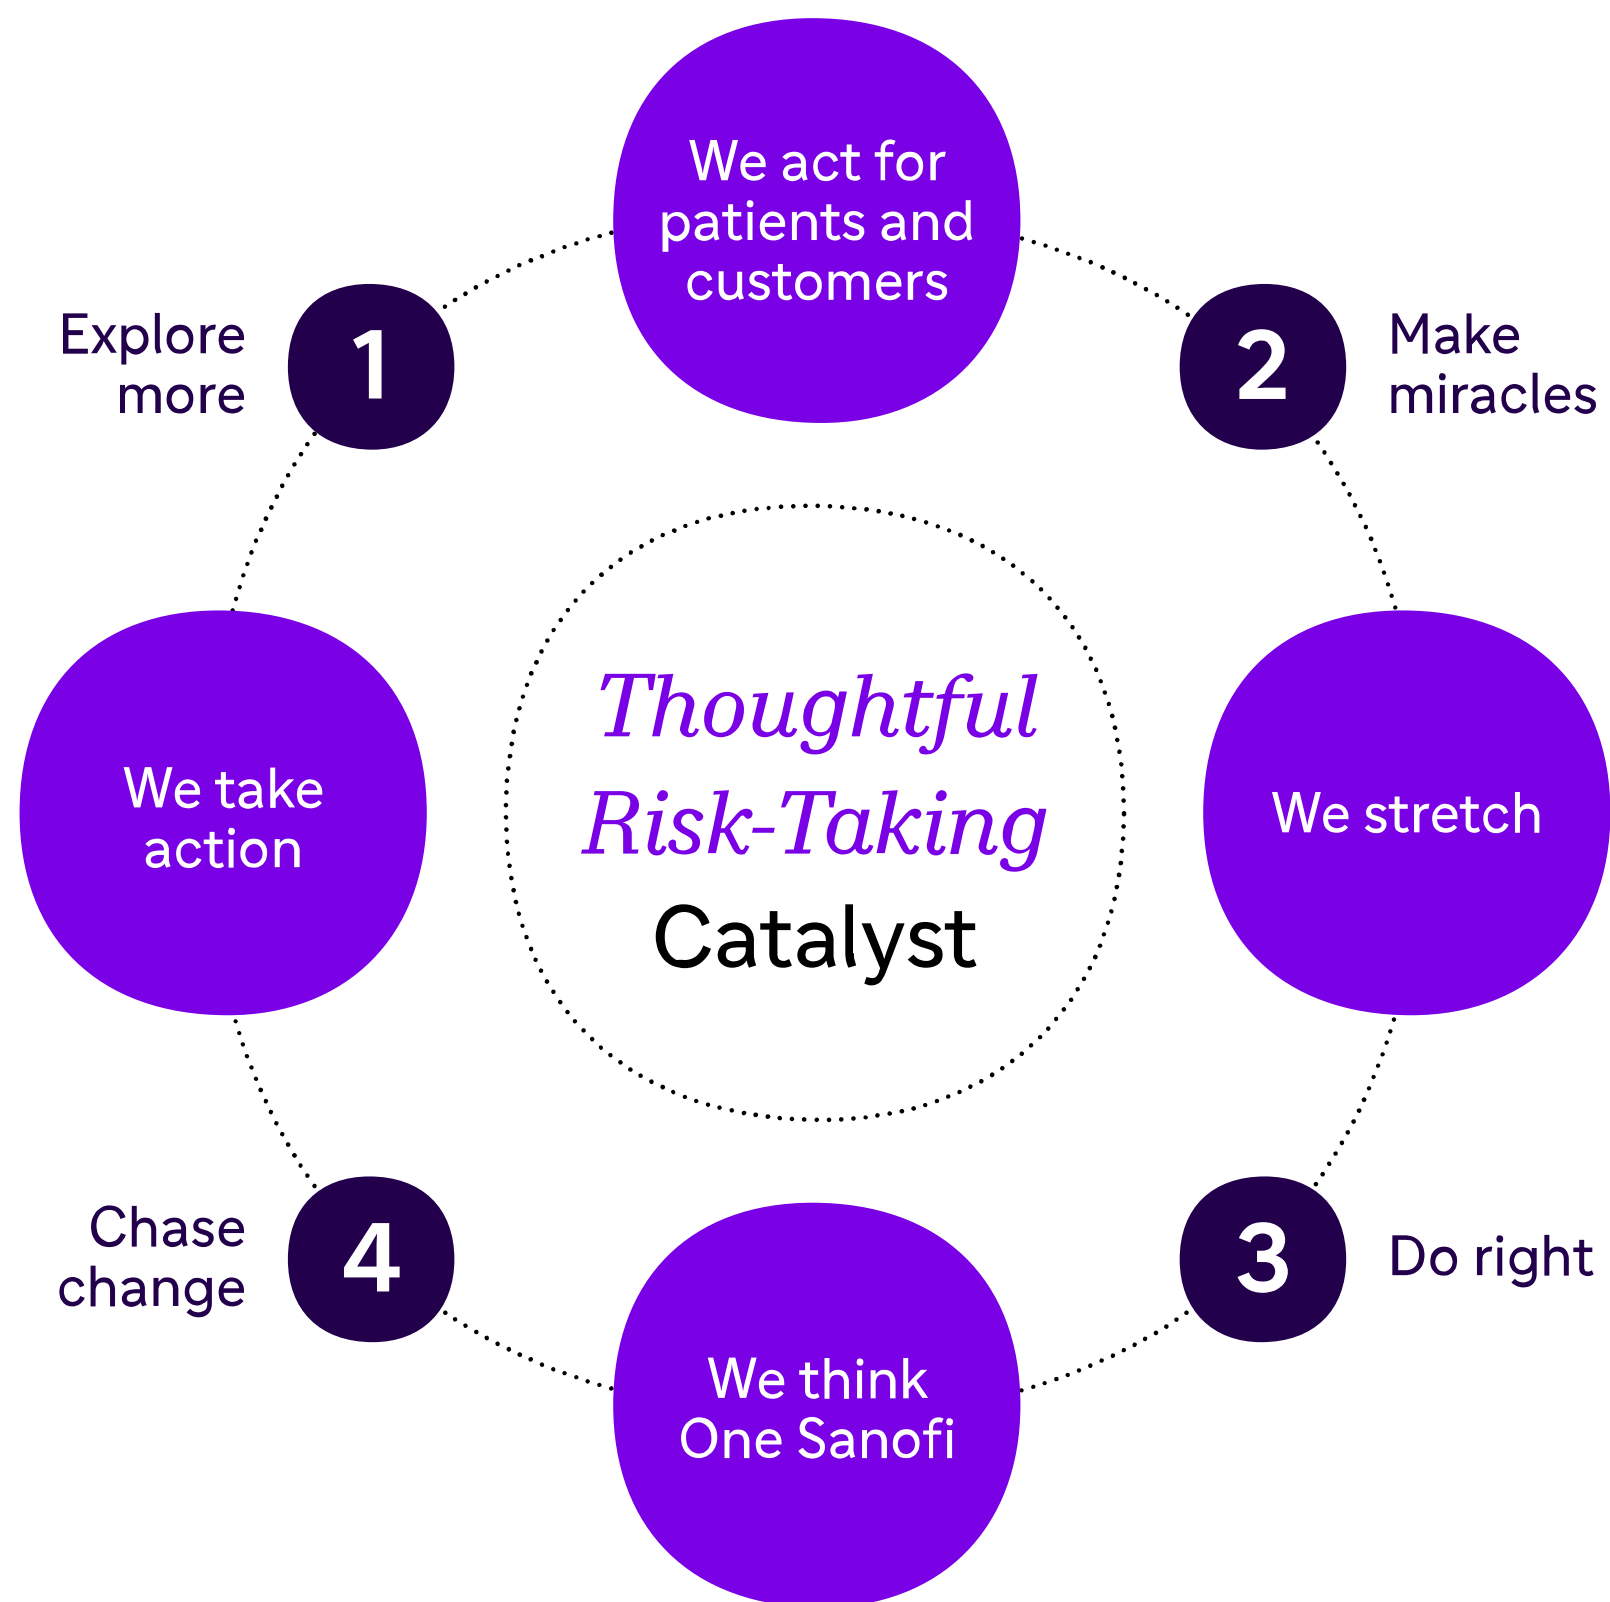 We act for
patients and
customers
Explore
more
1
2
Make
miracles
Thoughtful
Risk-Taking
Catalyst
We take
action
We stretch
Chase
change
4
3
Do right
We think
One Sanofi